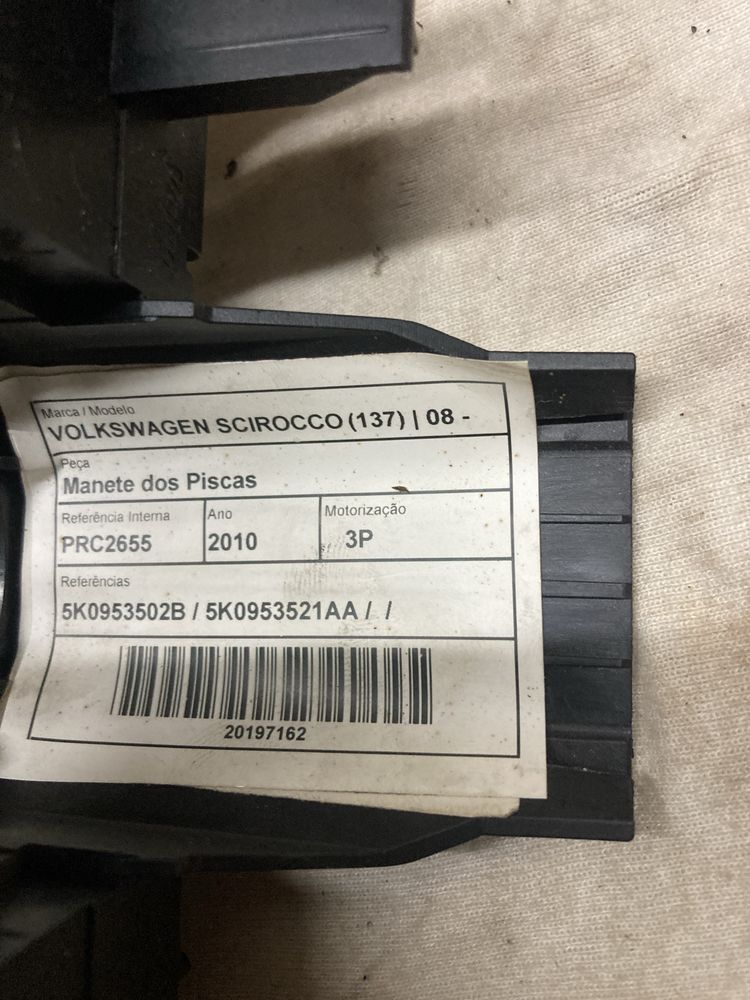 Marca / Modelo
VOLKSWAGEN SCIROCCO (137) | 08 -
Peça
Manete dos Piscas
Referência Interna Ano Motorização
PRC2655 2010 3P
Referências
5K0953502B / 5K0953521AA / /
20197162